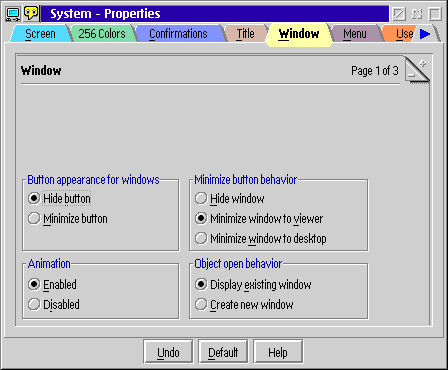 System - Properties
Screen 256 Colors Confirmations Title Window Menu Use
Window Page 1 of 3
Button appearance for windows
Hide button
Minimize button
Minimize button behavior
Hide window
Minimize window to viewer
Minimize window to desktop
Animation
Enabled
Disabled
Object open behavior
Display existing window
Create new window
Undo Default Help